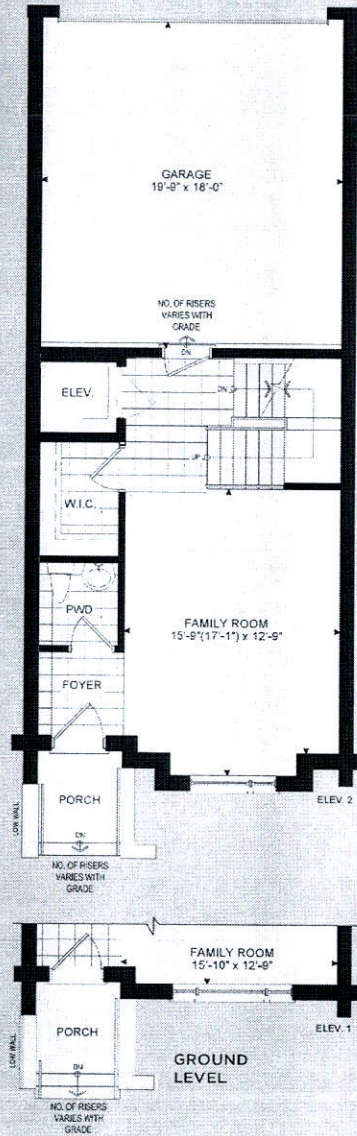 GARAGE
19'-9" x 18'-0"
NO. OF RISERS
VARIES WITH
GRADE
DN
ELEV.
DN
W.I.C.
UP
PWD
FAMILY ROOM
15'-9"(17'-1") x 12'-9"
FOYER
PORCH
LOW WALL
DN
ELEV. 2
NO. OF RISERS
VARIES WITH
GRADE
FAMILY ROOM
15'-10" x 12'-9"
PORCH
ELEV. 1
LOW WALL
DN
GROUND
LEVEL
NO. OF RISERS
VARIES WITH
GRADE